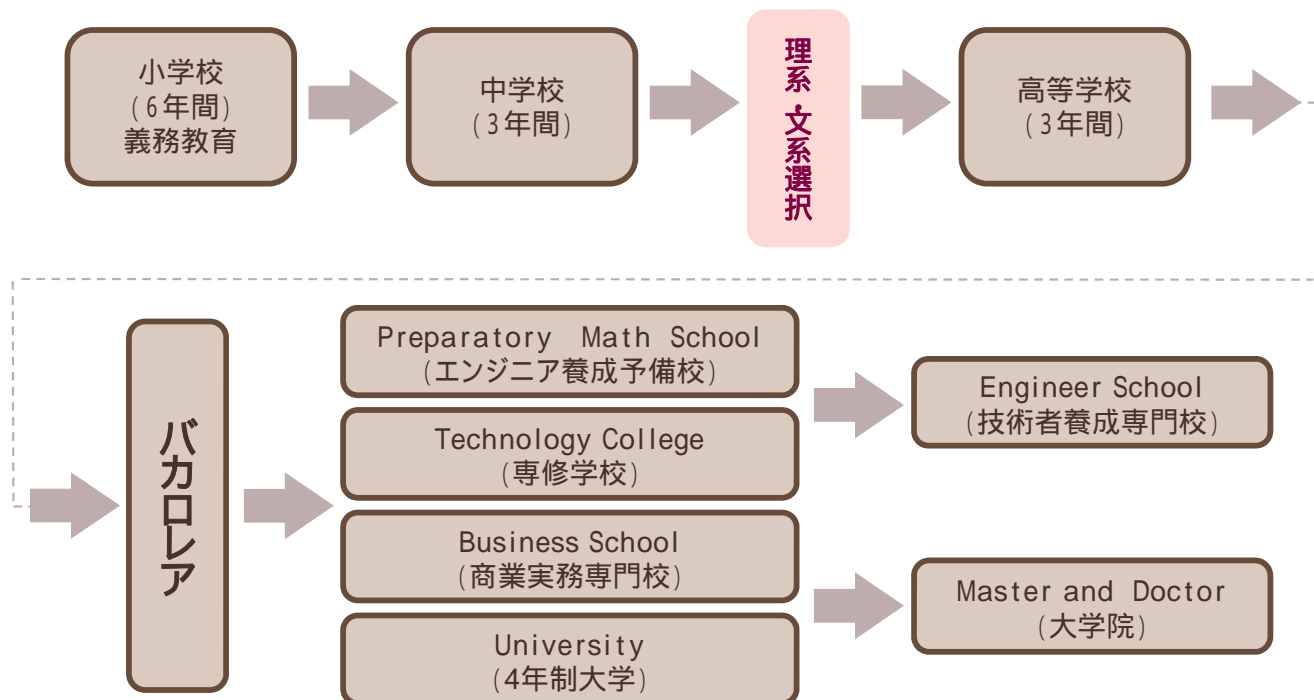 小学校
(6年間)
義務教育
中学校
(3年間)
理系・文系選択
高等学校
(3年間)
バカロレア
Preparatory Math School
(エンジニア養成予備校)
Technology College
(専修学校)
Business School
(商業実務専門校)
University
(4年制大学)
Engineer School
(技術者養成専門校)
Master and Doctor
(大学院)